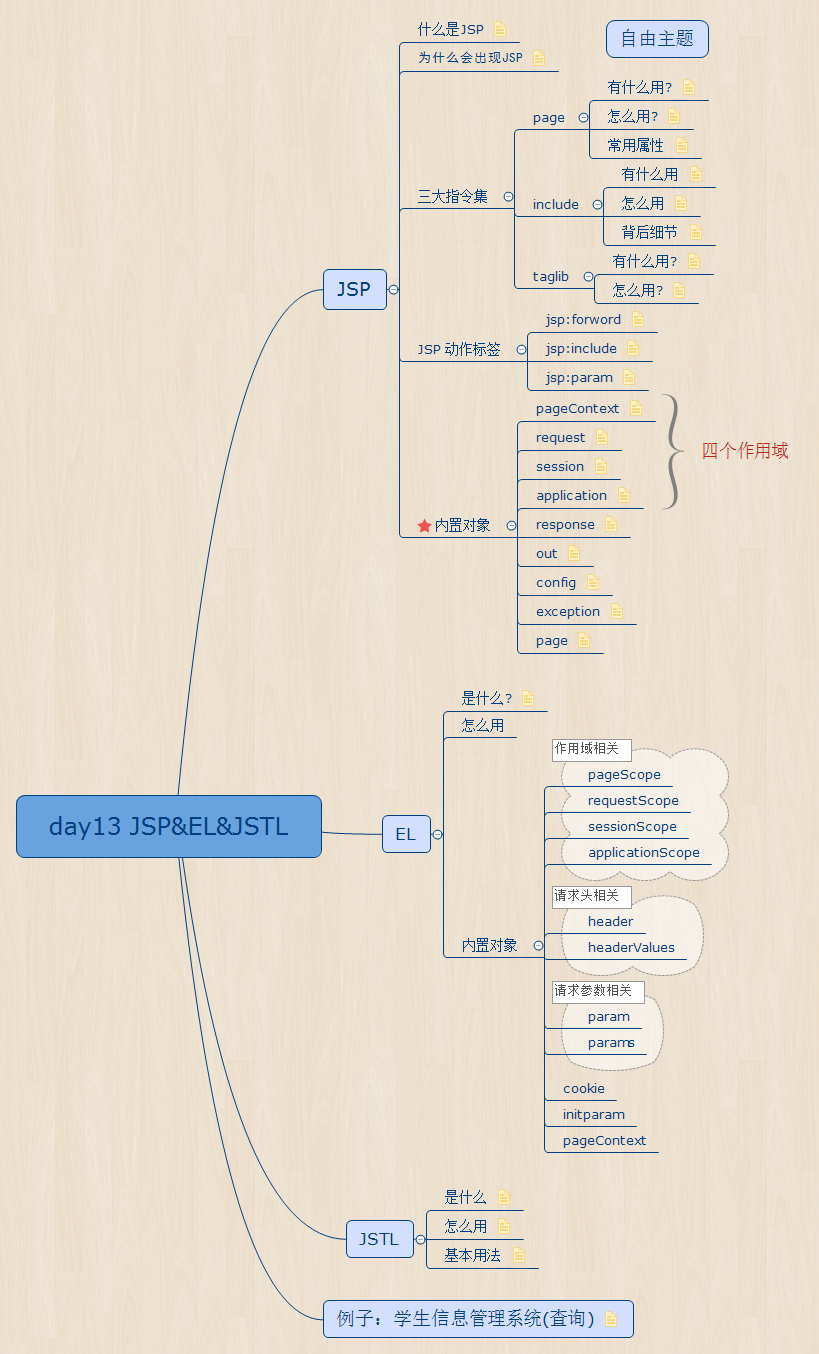 什么是JSP
自由主题
为什么会出现JSP
有什么用?
page
怎么用?
常用属性
有什么用
三大指令集
include
怎么用
背后细节
有什么用?
taglib
怎么用?
JSP
jsp:forword
JSP 动作标签
jsp:include
jsp:param
pageContext
request
四个作用域
session
application
内置对象
response
out
config
exception
page
是什么?
怎么用
作用域相关
pageScope
requestScope
sessionScope
applicationScope
day13 JSP&EL&JSTL
EL
请求头相关
header
内置对象
headerValues
请求参数相关
param
params
cookie
initparam
pageContext
是什么
怎么用
JSTL
基本用法
例子：学生信息管理系统(查询)